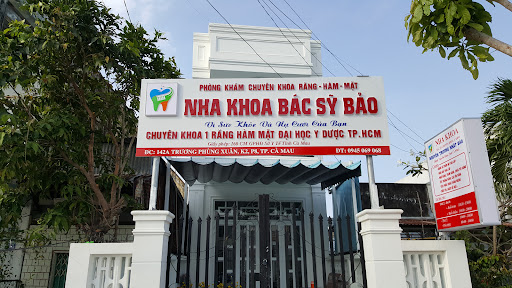 PHÒNG KHÁM CHUYÊN KHOA RĂNG-HÀM-MẶT
NHA KHOA BÁC SỸ BẢO
Vì Sức Khỏe Và Nụ Cười Của Bạn
CHUYÊN KHOA 1 RĂNG HÀM MẶT ĐẠI HỌC Y DƯỢC TP.HCM
ĐC: 142A TRƯƠNG PHÙNG XUÂN, K2, P8, TP. CÀ MAU
ĐT: 0945 069 068
NHA KHOA